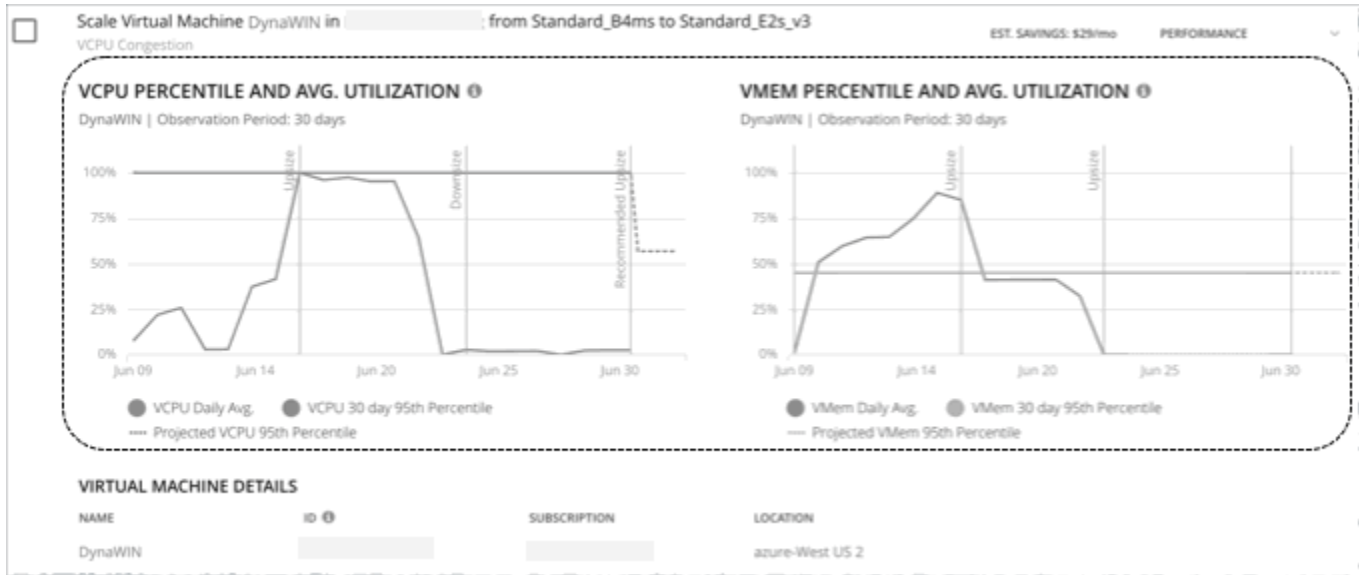 Scale Virtual Machine DynaWIN in from Standard_B4ms to Standard_E2s_v3
EST. SAVINGS: $29/mo PERFORMANCE
VCPU Congestion
VCPU PERCENTILE AND AVG. UTILIZATION
DynaWIN | Observation Period: 30 days
100%
75%
50%
25%
0%
Upsize
Downsize
Recommended Upsize
Jun 09 Jun 14 Jun 20 Jun 25 Jun 30
VCPU Daily Avg. VCPU 30 day 95th Percentile
Projected VCPU 95th Percentile
VMEM PERCENTILE AND AVG. UTILIZATION
DynaWIN | Observation Period: 30 days
100%
75%
50%
25%
0%
Upsize
Upsize
Jun 09 Jun 14 Jun 20 Jun 25 Jun 30
VMem Daily Avg. VMem 30 day 95th Percentile
Projected VMem 95th Percentile
VIRTUAL MACHINE DETAILS
NAME ID SUBSCRIPTION LOCATION
DynaWIN azure-West US 2